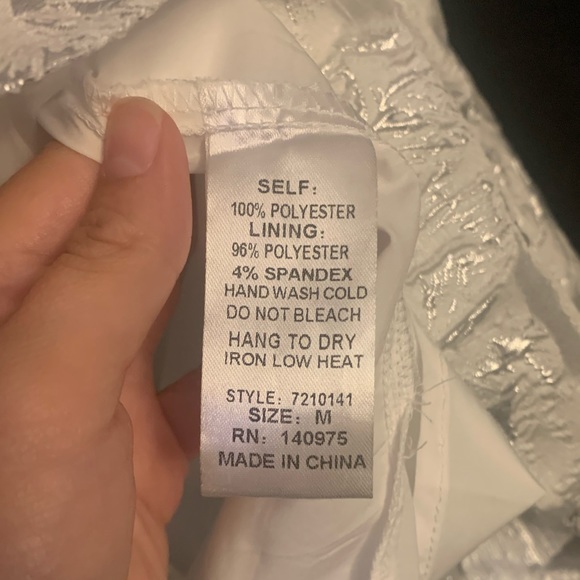 SELF:
100% POLYESTER
LINING:
96% POLYESTER
4% SPANDEX
HAND WASH COLD
DO NOT BLEACH
HANG TO DRY
IRON LOW HEAT
STYLE: 7210141
SIZE: M
RN: 140975
MADE IN CHINA